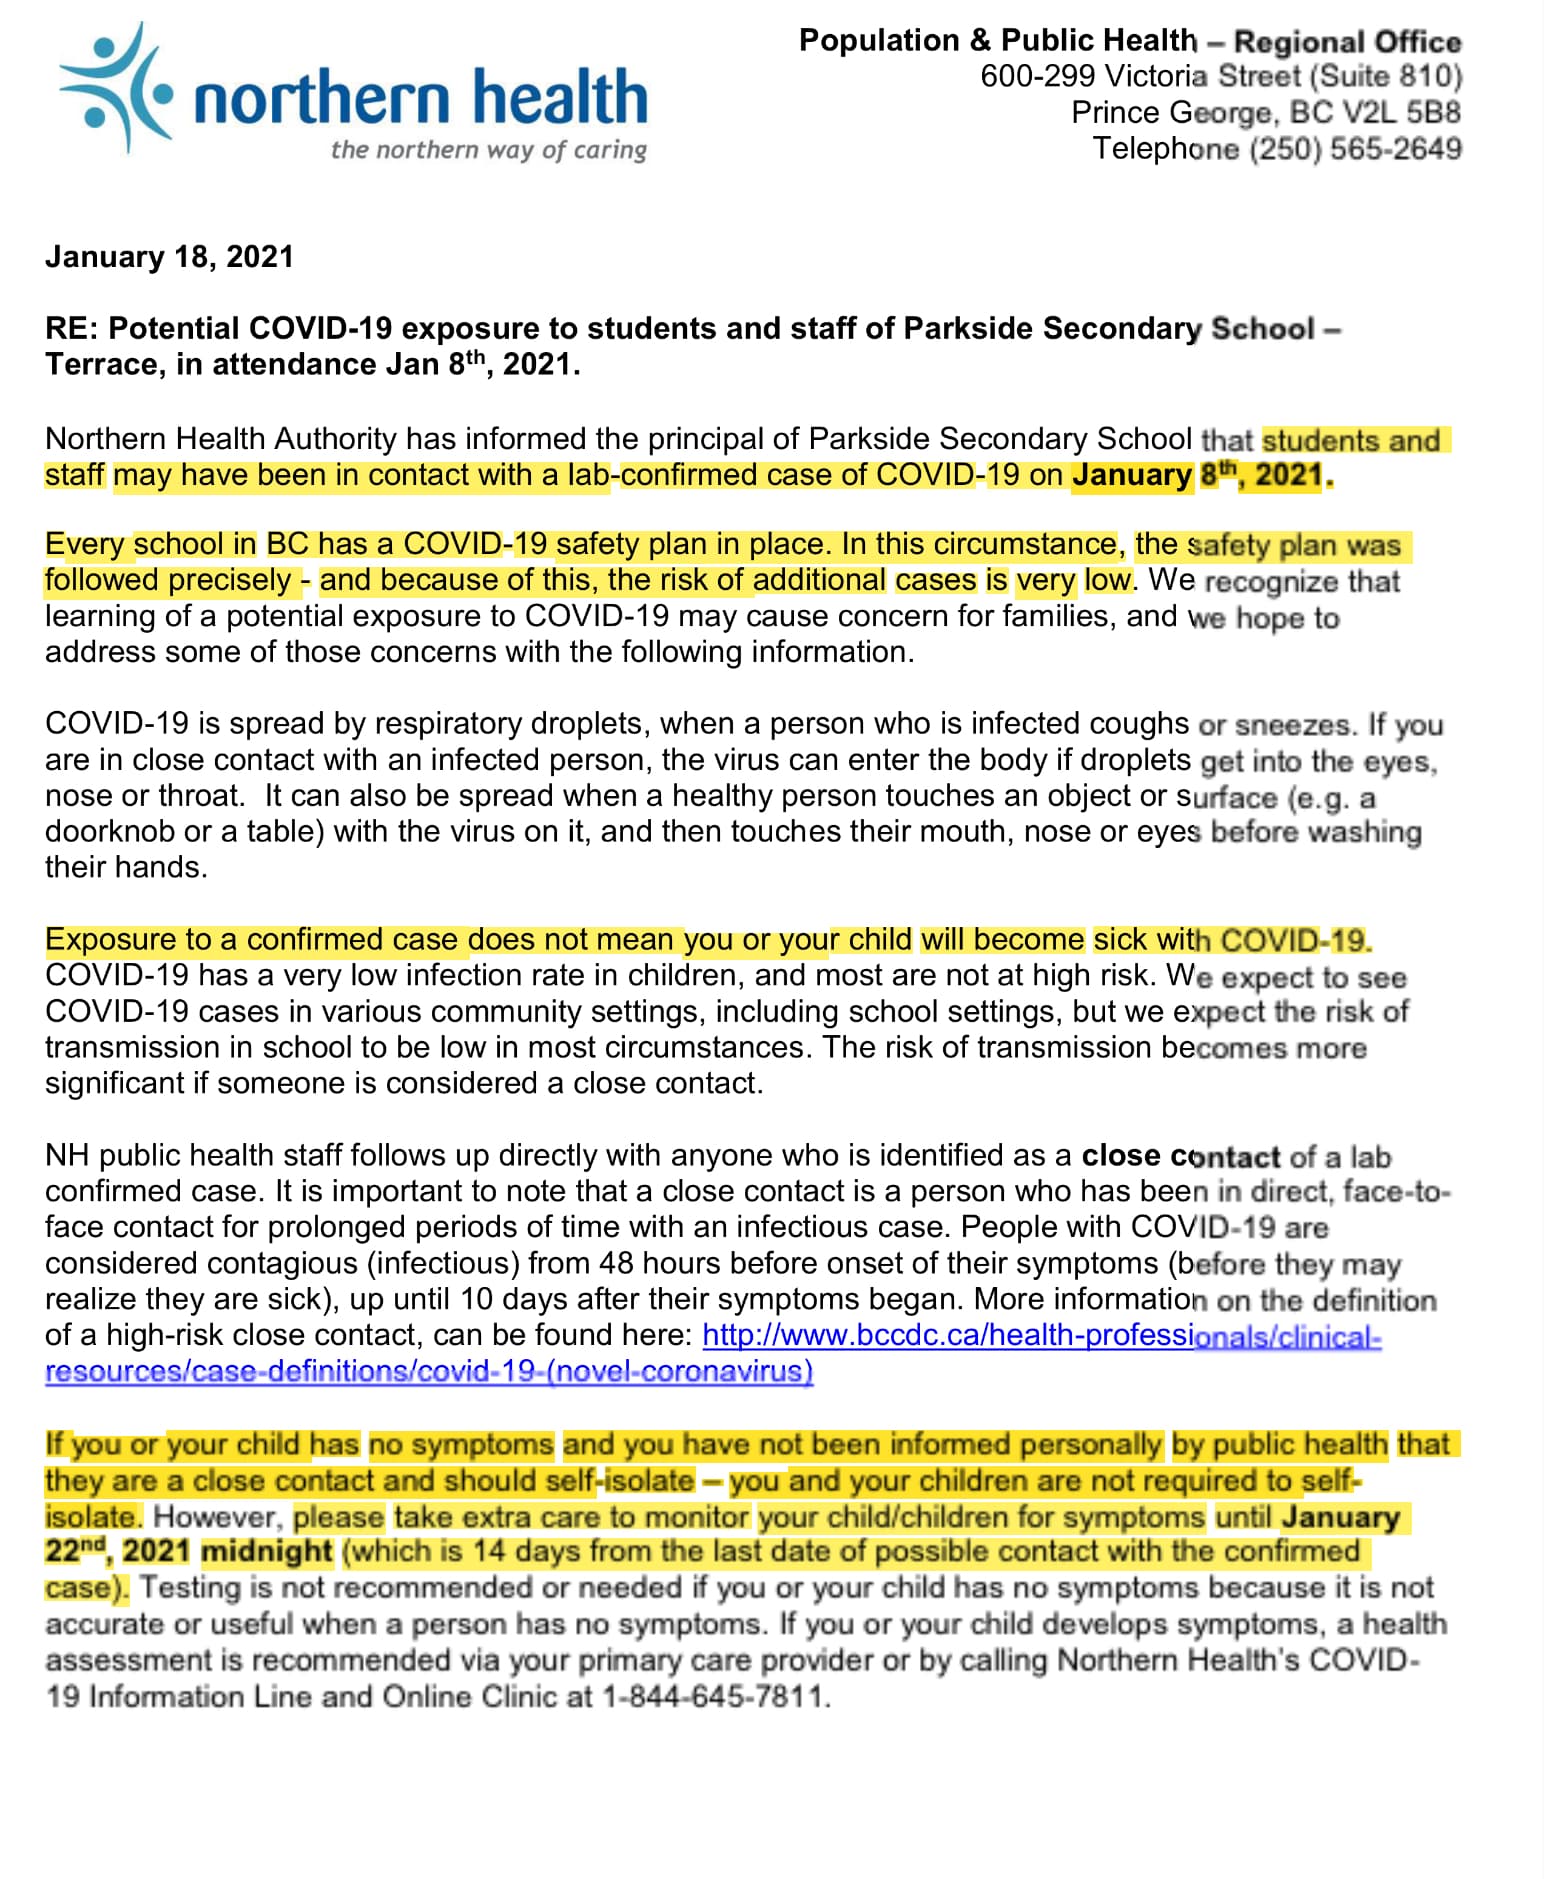 northern health
the northern way of caring
Population & Public Health – Regional Office
600-299 Victoria Street (Suite 810)
Prince George, BC V2L 5B8
Telephone (250) 565-2649
January 18, 2021
RE: Potential COVID-19 exposure to students and staff of Parkside Secondary School –
Terrace, in attendance Jan 8th, 2021.
Northern Health Authority has informed the principal of Parkside Secondary School that students and
staff may have been in contact with a lab-confirmed case of COVID-19 on January 8th, 2021.
Every school in BC has a COVID-19 safety plan in place. In this circumstance, the safety plan was
followed precisely - and because of this, the risk of additional cases is very low. We recognize that
learning of a potential exposure to COVID-19 may cause concern for families, and we hope to
address some of those concerns with the following information.
COVID-19 is spread by respiratory droplets, when a person who is infected coughs or sneezes. If you
are in close contact with an infected person, the virus can enter the body if droplets get into the eyes,
nose or throat.  It can also be spread when a healthy person touches an object or surface (e.g. a
doorknob or a table) with the virus on it, and then touches their mouth, nose or eyes before washing
their hands.
Exposure to a confirmed case does not mean you or your child will become sick with COVID-19.
COVID-19 has a very low infection rate in children, and most are not at high risk. We expect to see
COVID-19 cases in various community settings, including school settings, but we expect the risk of
transmission in school to be low in most circumstances. The risk of transmission becomes more
significant if someone is considered a close contact.
NH public health staff follows up directly with anyone who is identified as a close contact of a lab
confirmed case. It is important to note that a close contact is a person who has been in direct, face-to-
face contact for prolonged periods of time with an infectious case. People with COVID-19 are
considered contagious (infectious) from 48 hours before onset of their symptoms (before they may
realize they are sick), up until 10 days after their symptoms began. More information on the definition
of a high-risk close contact, can be found here: http://www.bccdc.ca/health-professionals/clinical-
resources/case-definitions/covid-19-(novel-coronavirus)
If you or your child has no symptoms and you have not been informed personally by public health that
they are a close contact and should self-isolate – you and your children are not required to self-
isolate. However, please take extra care to monitor your child/children for symptoms until January
22nd, 2021 midnight (which is 14 days from the last date of possible contact with the confirmed
case). Testing is not recommended or needed if you or your child has no symptoms because it is not
accurate or useful when a person has no symptoms. If you or your child develops symptoms, a health
assessment is recommended via your primary care provider or by calling Northern Health's COVID-
19 Information Line and Online Clinic at 1-844-645-7811.